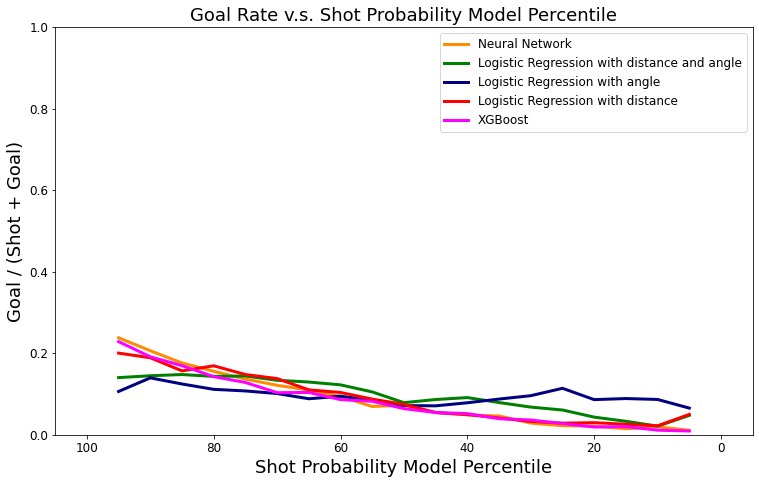 Goal Rate v.s. Shot Probability Model Percentile
Neural Network
Logistic Regression with distance and angle
Logistic Regression with angle
Logistic Regression with distance
XGBoost
Goal / (Shot + Goal)
1.0
0.8
0.6
0.4
0.2
0.0
100 80 60 40 20 0
Shot Probability Model Percentile